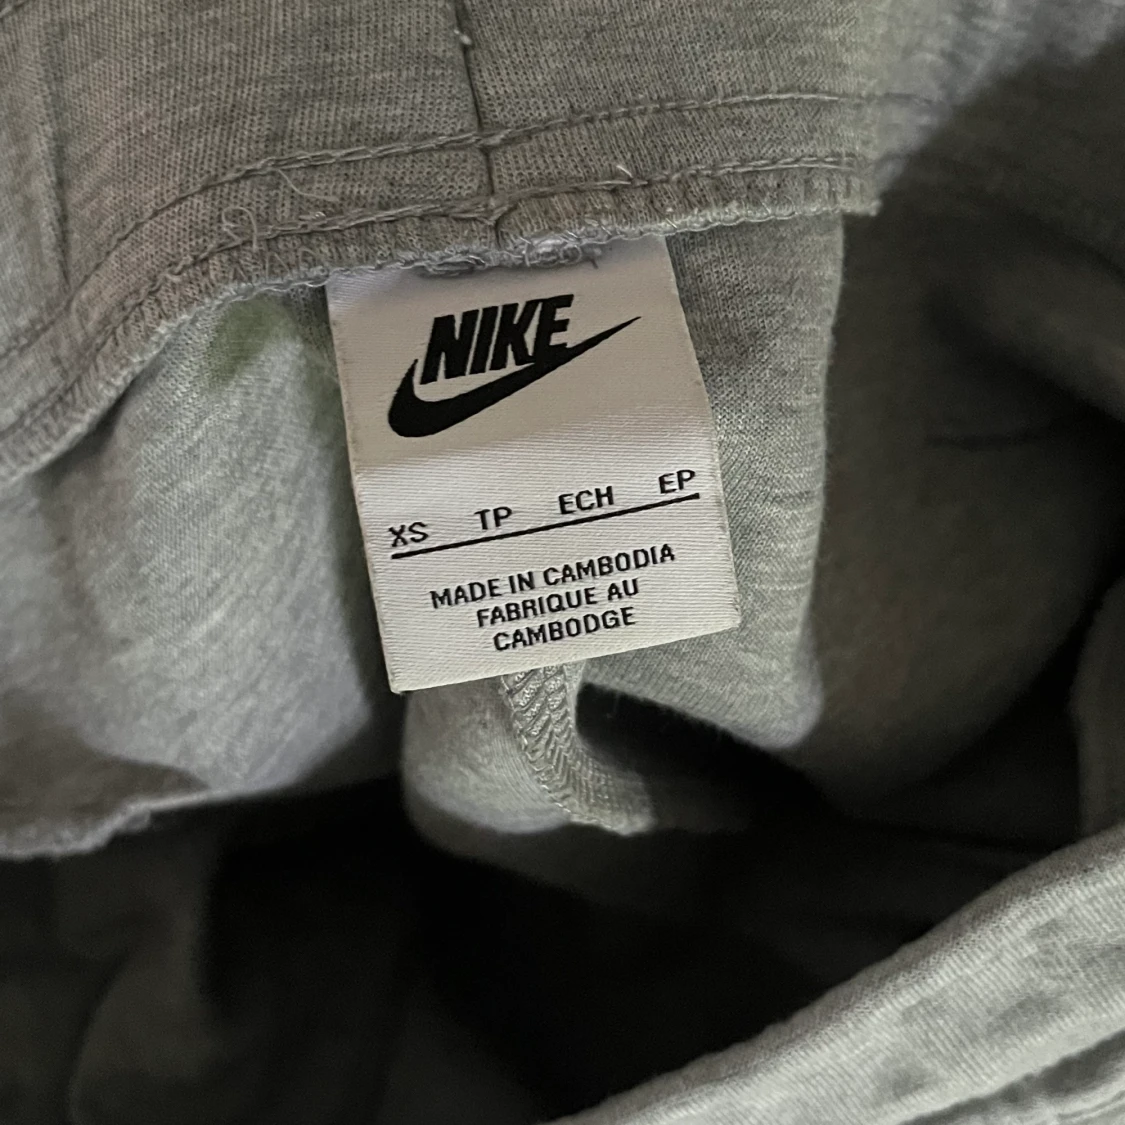 NIKE
XS TP ECH EP
MADE IN CAMBODIA
FABRIQUE AU
CAMBODGE